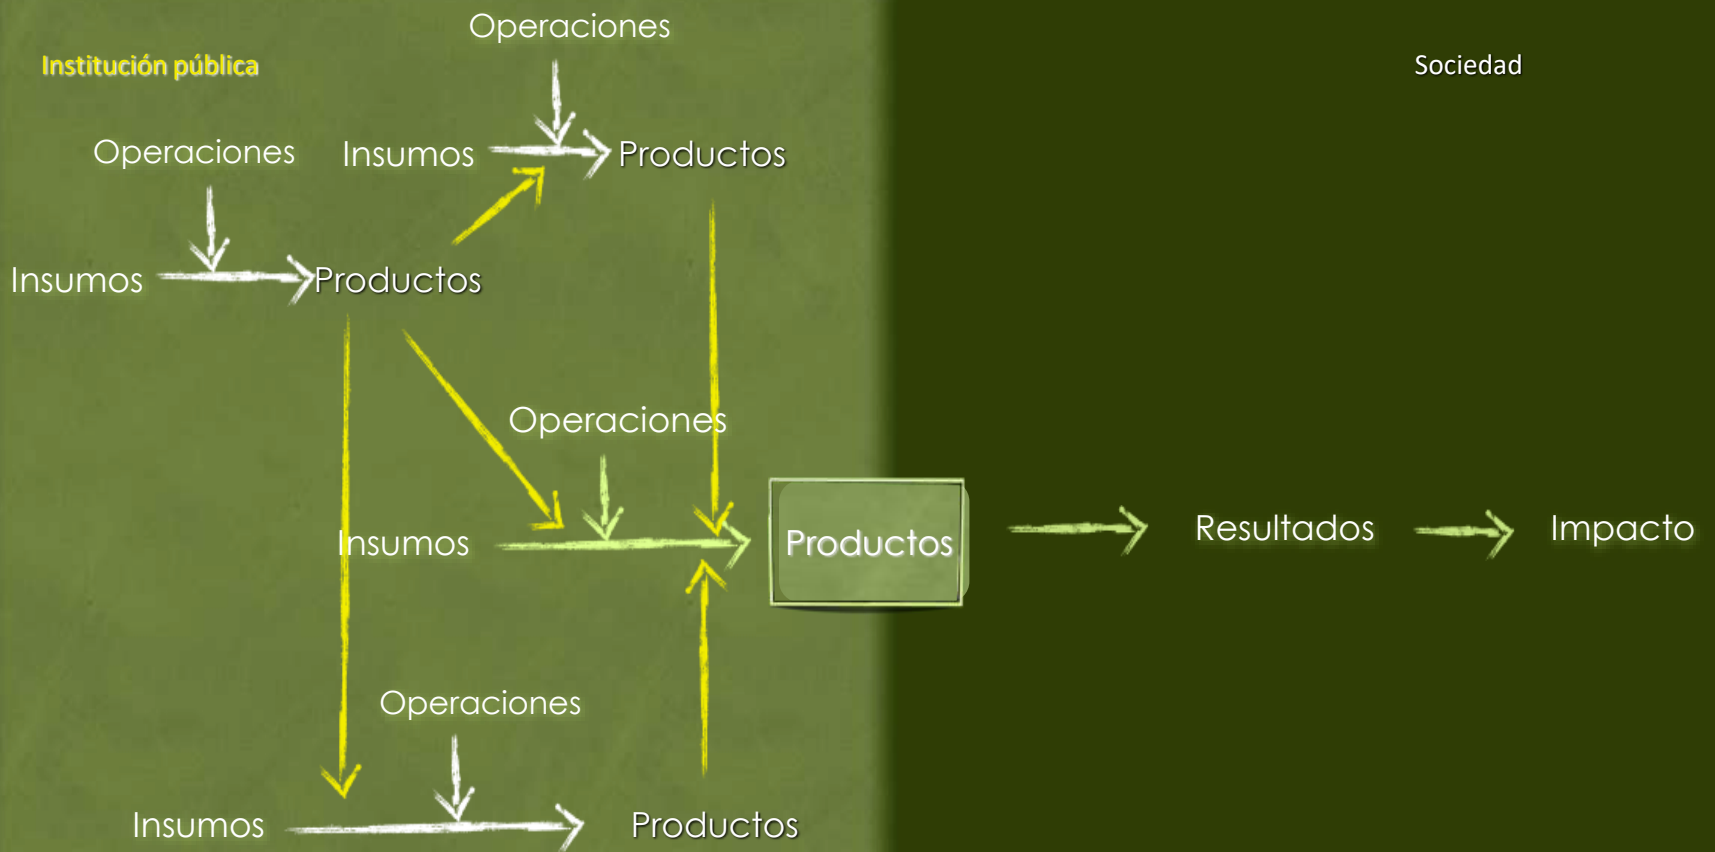 Operaciones
Institución pública
Sociedad
Operaciones
Insumos
Productos
Insumos
Productos
Operaciones
Insumos
Productos
Resultados
Impacto
Operaciones
Insumos
Productos